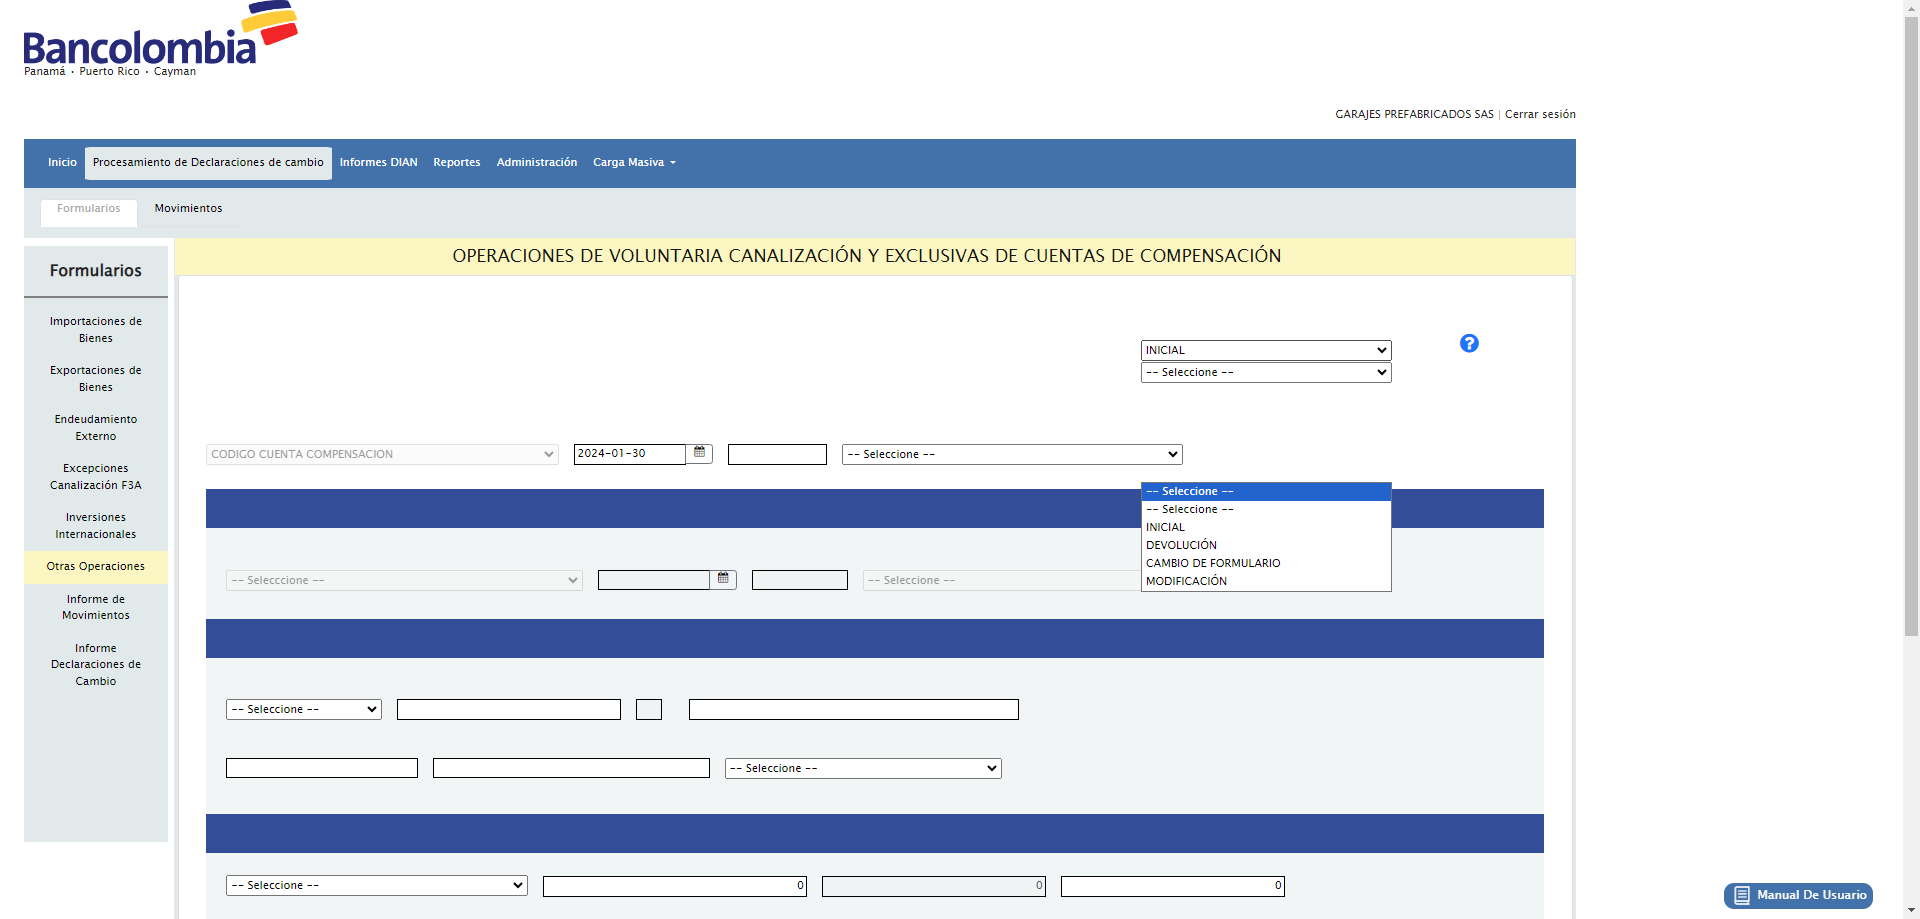 Bancolombia
Panamá · Puerto Rico · Cayman
GARAJES PREFABRICADOS SAS | Cerrar sesión
Inicio Procesamiento de Declaraciones de cambio Informes DIAN Reportes Administración Carga Masiva
Formularios Movimientos
Formularios
Importaciones de
Bienes
Exportaciones de
Bienes
Endeudamiento
Externo
Excepciones
Canalización F3A
Inversiones
Internacionales
Otras Operaciones
Informe de
Movimientos
Informe
Declaraciones de
Cambio
OPERACIONES DE VOLUNTARIA CANALIZACIÓN Y EXCLUSIVAS DE CUENTAS DE COMPENSACIÓN
INICIAL
?
-- Seleccione --
CODIGO CUENTA COMPENSACION 2024-01-30 -- Seleccione --
-- Seleccione --
-- Seleccione --
INICIAL
DEVOLUCIÓN
CAMBIO DE FORMULARIO
MODIFICACIÓN
-- Selecccione -- -- Seleccione --
-- Seleccione --
-- Seleccione --
-- Seleccione -- 0 0 0
Manual De Usuario